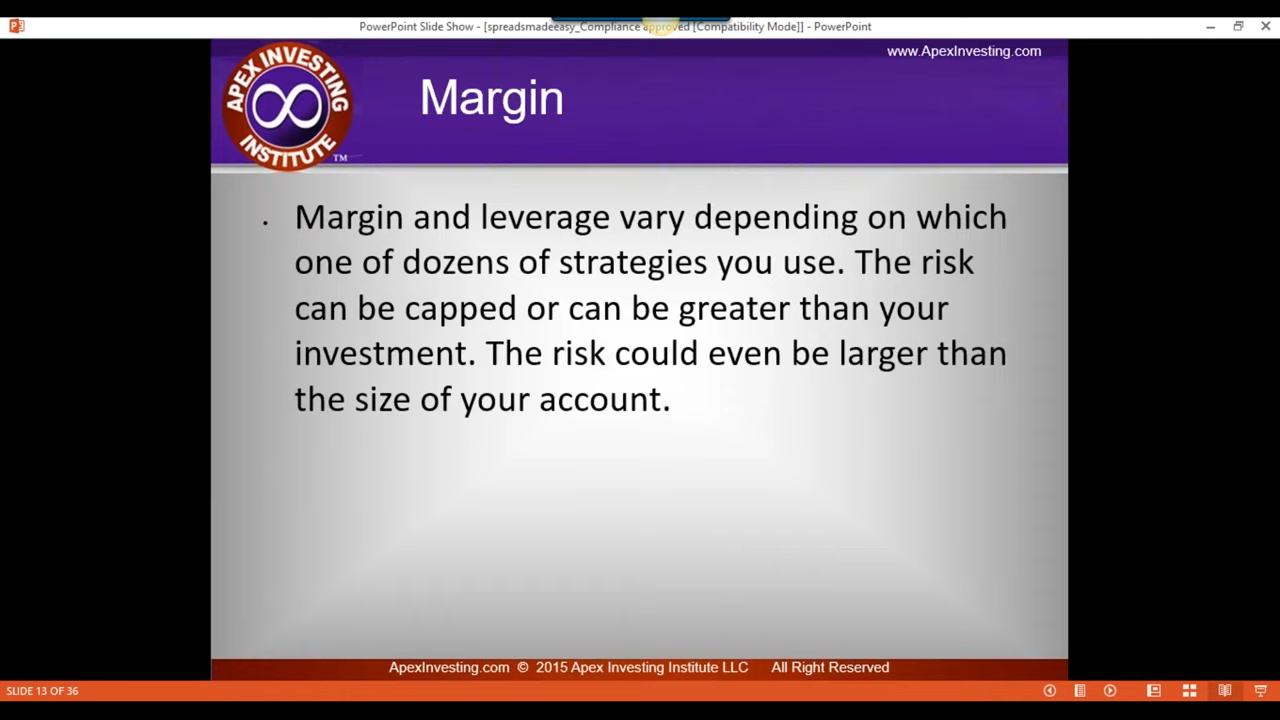 PowerPoint Slide Show - [spreadsmadeeasy_Compliance approved [Compatibility Mode]] - PowerPoint
www.ApexInvesting.com
APEX INVESTING
INSTITUTE
TM
Margin
. Margin and leverage vary depending on which
one of dozens of strategies you use. The risk
can be capped or can be greater than your
investment. The risk could even be larger than
the size of your account.
ApexInvesting.com © 2015 Apex Investing Institute LLC All Right Reserved
SLIDE 13 OF 36